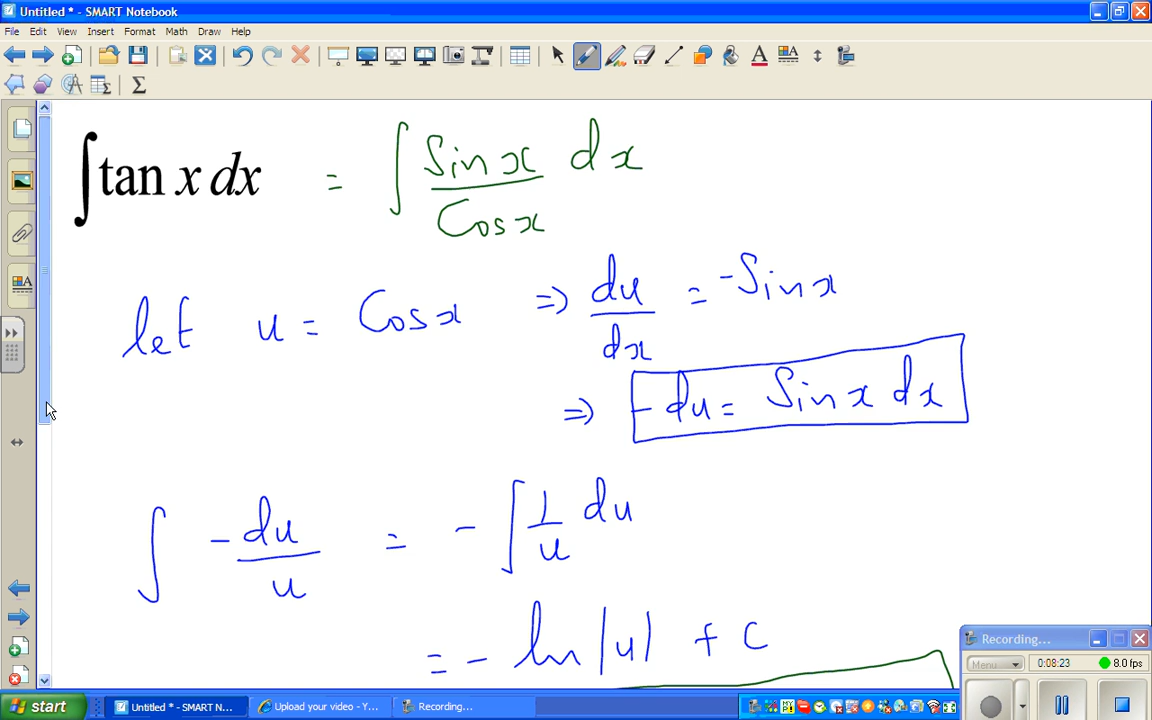 Untitled * - SMART Notebook
File Edit View Insert Format Math Draw Help
∫tan x dx = ∫ Sin x / Cos x dx
let u = Cos x ⇒ du/dx = -Sin x
⇒ - du = Sin x dx
∫ -du/u = - ∫ 1/u du
= - ln |u| + C
Recording...
Menu 0:08:23 8.0 fps
start Untitled * - SMART N... Upload your video - Y... Recording...